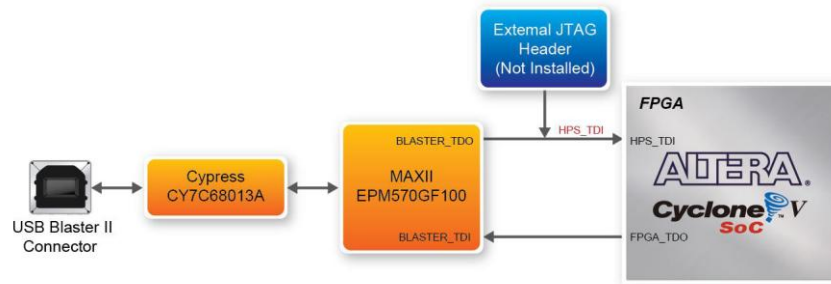 External JTAG
Header
(Not Installed)
FPGA
BLASTER_TDO
HPS_TDI
HPS_TDI
Cypress
CY7C68013A
MAXII
EPM570GF100
ALTERA®
Cyclone® V
SoC
USB Blaster II
Connector
BLASTER_TDI
FPGA_TDO